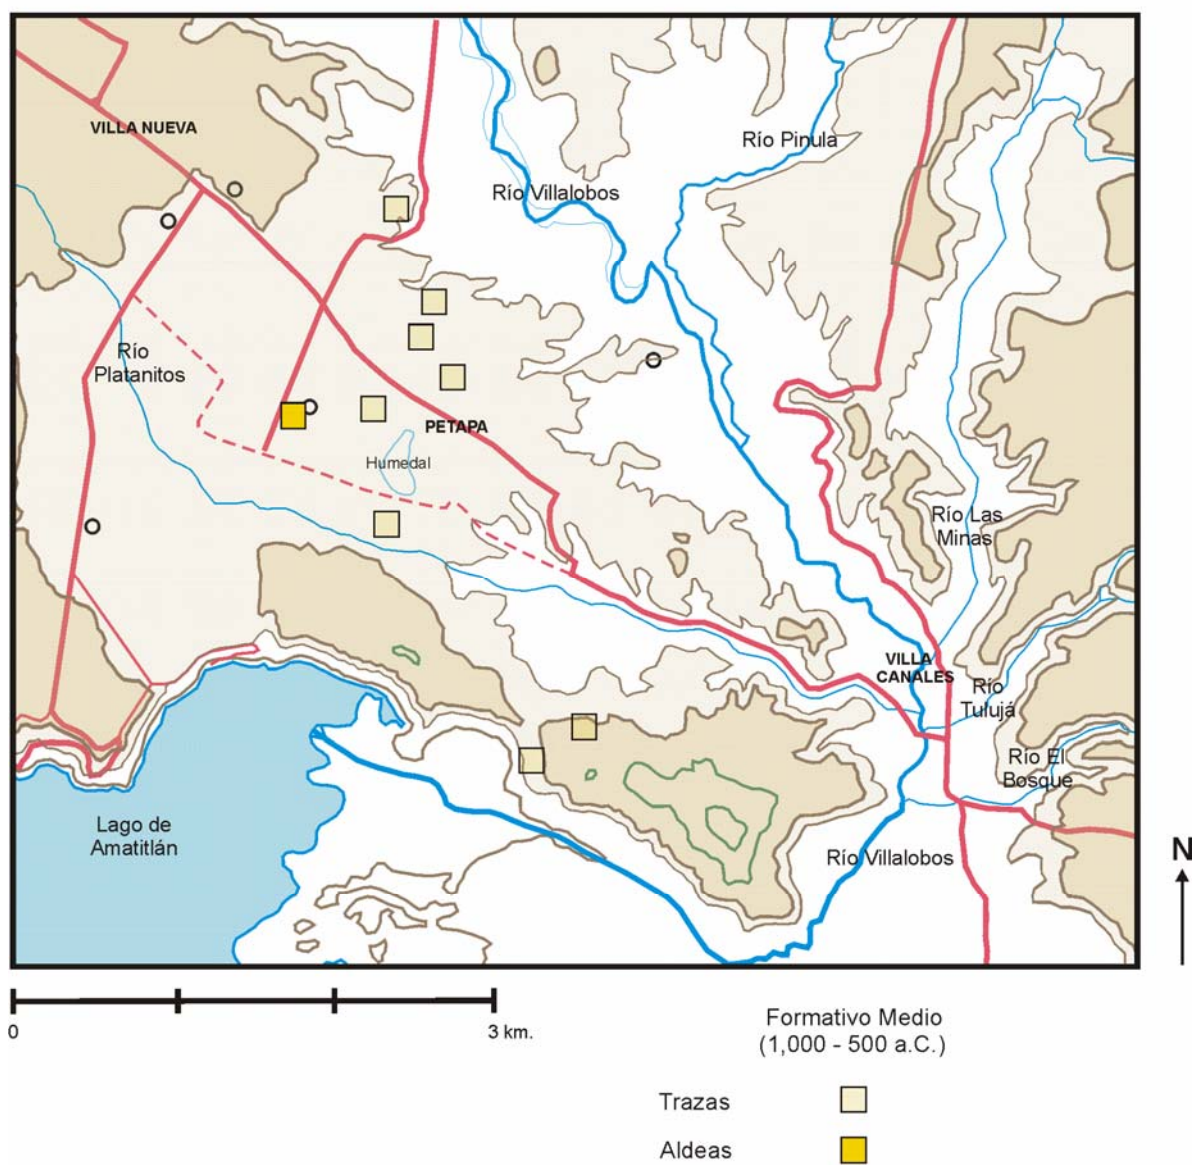 VILLA NUEVA
Río Pinula
Río Villalobos
Río
Platanitos
PETAPA
Humedal
Río Las
Minas
VILLA
CANALES
Río
Tulujá
Río El
Bosque
Lago de
Amatitlán
Río Villalobos
N
0
3 km.
Formativo Medio
(1,000 - 500 a.C.)
Trazas
Aldeas